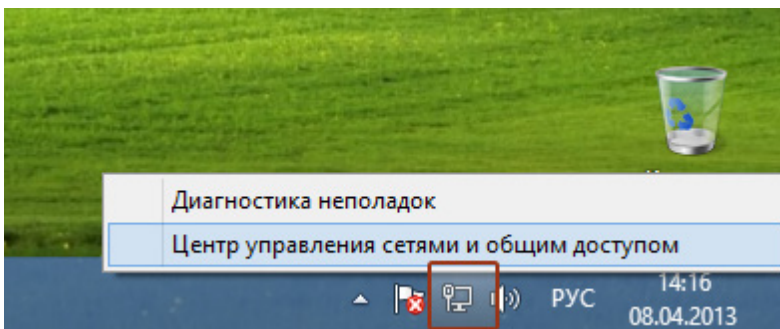 Диагностика неполадок
Центр управления сетями и общим доступом
РУС
14:16
08.04.2013